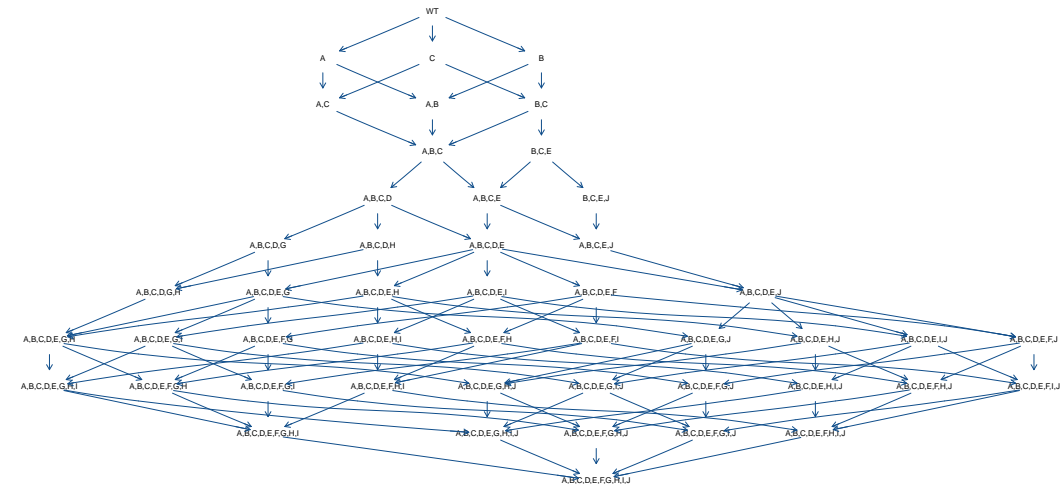 WT
A C B
A,C A,B B,C
A,B,C B,C,E
A,B,C,D A,B,C,E B,C,E,J
A,B,C,D,G A,B,C,D,H A,B,C,D,E A,B,C,E,J
A,B,C,D,G,H A,B,C,D,E,G A,B,C,D,E,H A,B,C,D,E,I A,B,C,D,E,F A,B,C,D,E,J
A,B,C,D,E,G,H A,B,C,D,E,G,I A,B,C,D,E,F,G A,B,C,D,E,H,I A,B,C,D,E,F,H A,B,C,D,E,F,I A,B,C,D,E,G,J A,B,C,D,E,H,J A,B,C,D,E,I,J A,B,C,D,E,F,J
A,B,C,D,E,G,H,I A,B,C,D,E,F,G,H A,B,C,D,E,F,G,I A,B,C,D,E,F,H,I A,B,C,D,E,G,H,J A,B,C,D,E,G,I,J A,B,C,D,E,F,G,J A,B,C,D,E,H,I,J A,B,C,D,E,F,H,J A,B,C,D,E,F,I,J
A,B,C,D,E,F,G,H,I A,B,C,D,E,G,H,I,J A,B,C,D,E,F,G,H,J A,B,C,D,E,F,G,I,J A,B,C,D,E,F,H,I,J
A,B,C,D,E,F,G,H,I,J